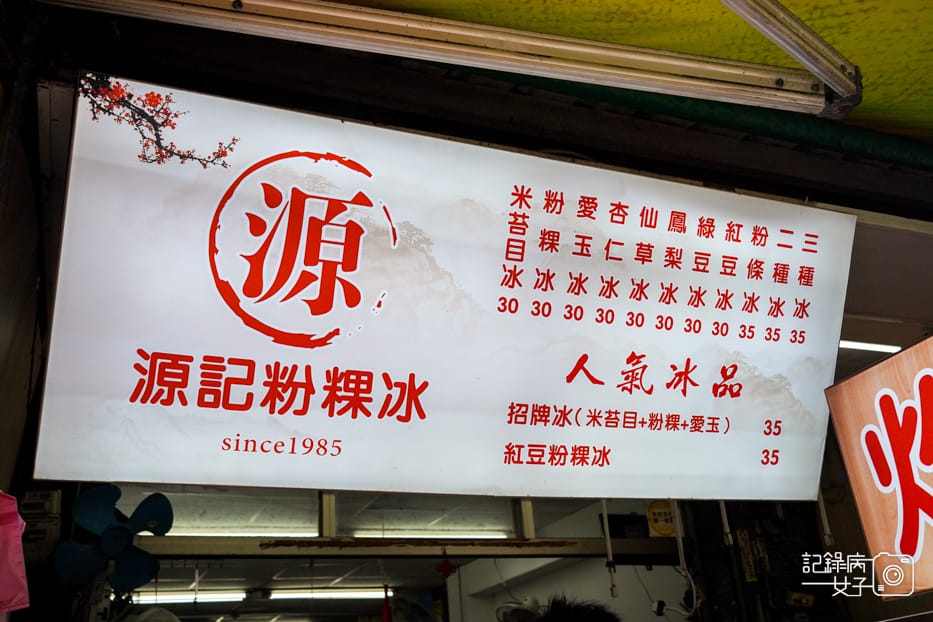 源
源記粉粿冰
since1985
米苔目冰 30
粉粿冰 30
愛玉冰 30
杏仁冰 30
仙草冰 30
鳳梨冰 30
綠豆冰 30
紅豆冰 30
粉條冰 35
二種冰 35
三種冰 35
人氣冰品
招牌冰(米苔目+粉粿+愛玉) 35
紅豆粉粿冰 35
記錄病
女子